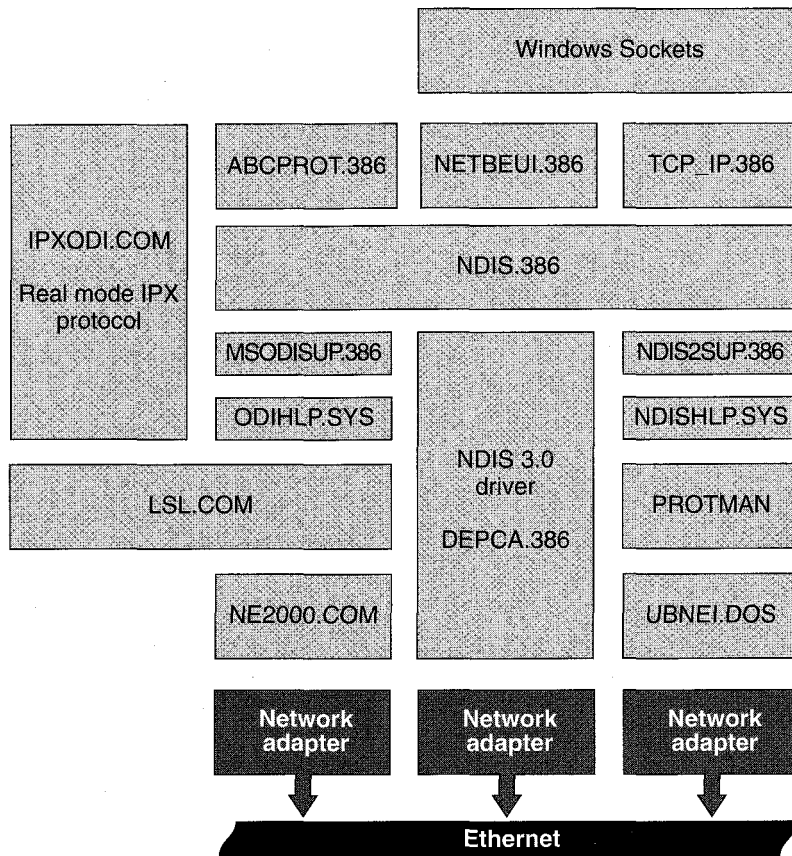 Windows Sockets
ABCPROT.386
NETBEUI.386
TCP_IP.386
IPXODI.COM
Real mode IPX
protocol
NDIS.386
MSODISUP.386
NDIS2SUP.386
ODIHLP.SYS
NDISHLP.SYS
NDIS 3.0
driver
DEPCA.386
LSL.COM
PROTMAN
NE2000.COM
UBNEI.DOS
Network
adapter
Network
adapter
Network
adapter
Ethernet